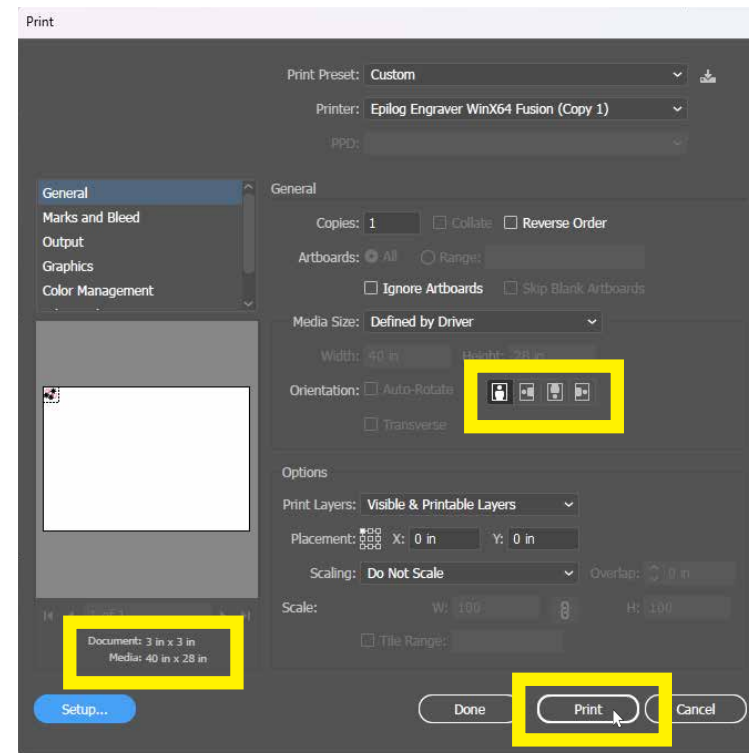 Print
Print Preset: Custom
Printer: Epilog Engraver WinX64 Fusion (Copy 1)
PPD:
General
Marks and Bleed
Output
Graphics
Color Management
General
Copies: 1 Collate Reverse Order
Artboards: All Range:
Ignore Artboards Skip Blank Artboards
Media Size: Defined by Driver
Width: 40 in Height: 28 in
Orientation: Auto-Rotate
Transverse
Options
Print Layers: Visible & Printable Layers
Placement: X: 0 in Y: 0 in
Scaling: Do Not Scale Overlap: 0 in
Scale: W: 100 H: 100
Tile Range:
1 of 1
Document: 3 in x 3 in
Media: 40 in x 28 in
Setup... Done Print Cancel